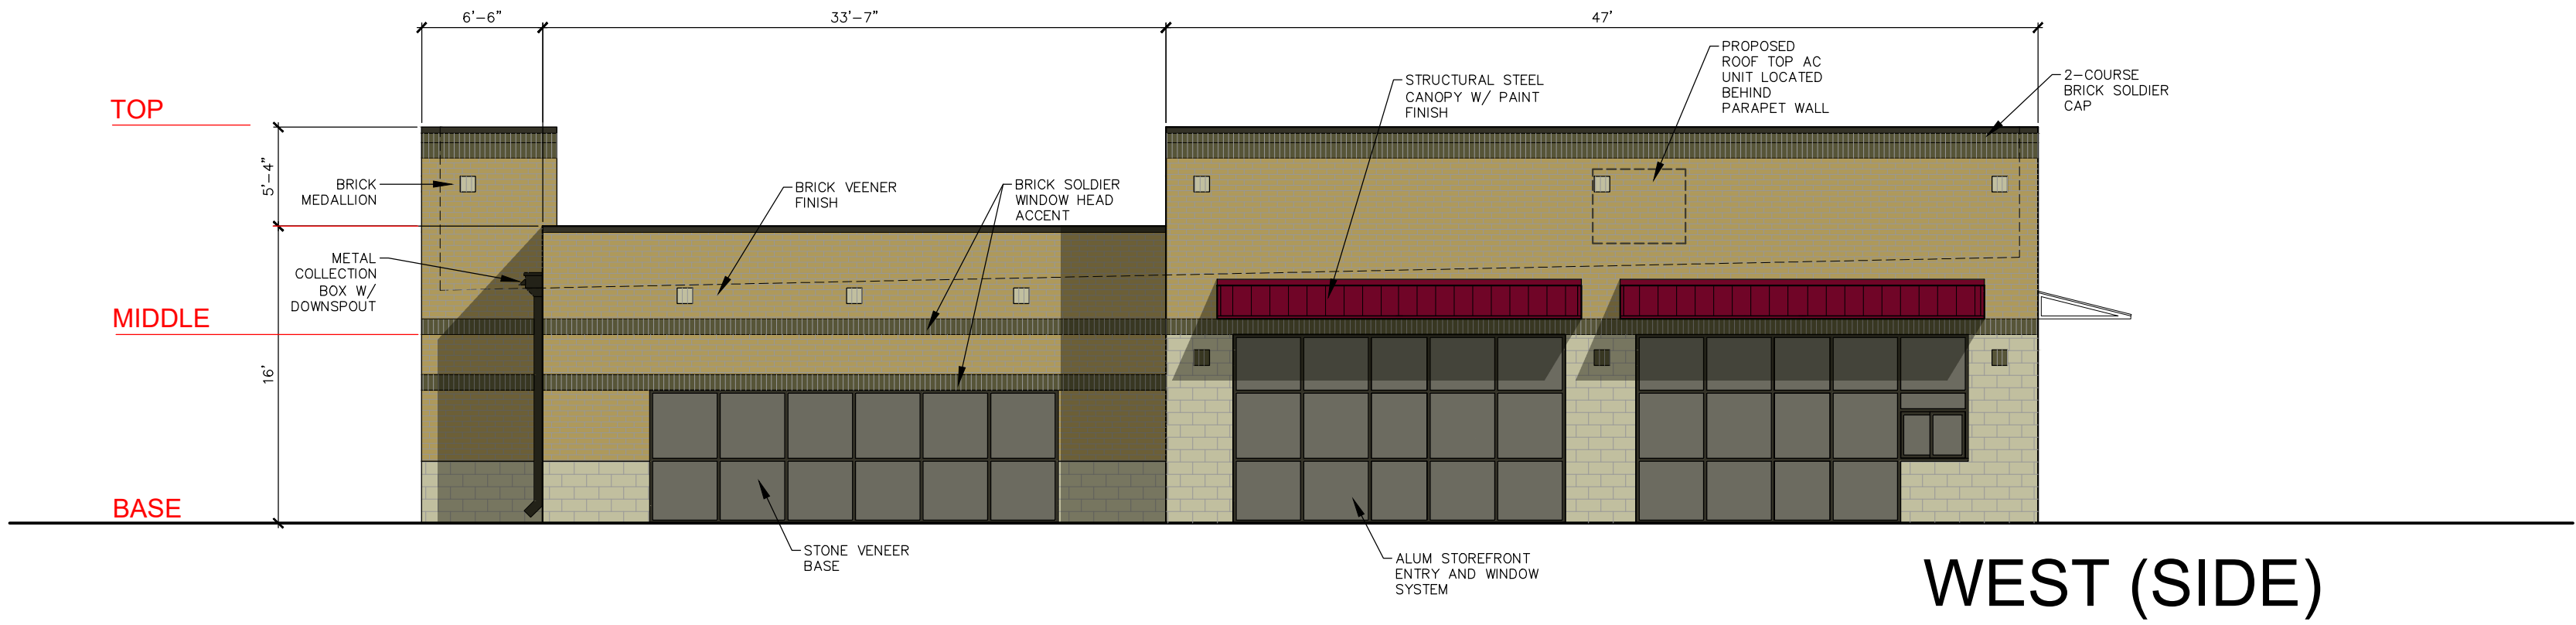 6'-6"
33'-7"
47'
PROPOSED
ROOF TOP AC
UNIT LOCATED
BEHIND
PARAPET WALL
2-COURSE
BRICK SOLDIER
CAP
STRUCTURAL STEEL
CANOPY W/ PAINT
FINISH
TOP
5'-4"
BRICK
MEDALLION
BRICK VEENER
FINISH
BRICK SOLDIER
WINDOW HEAD
ACCENT
METAL
COLLECTION
BOX W/
DOWNSPOUT
MIDDLE
16'
BASE
STONE VENEER
BASE
ALUM STOREFRONT
ENTRY AND WINDOW
SYSTEM
WEST (SIDE)